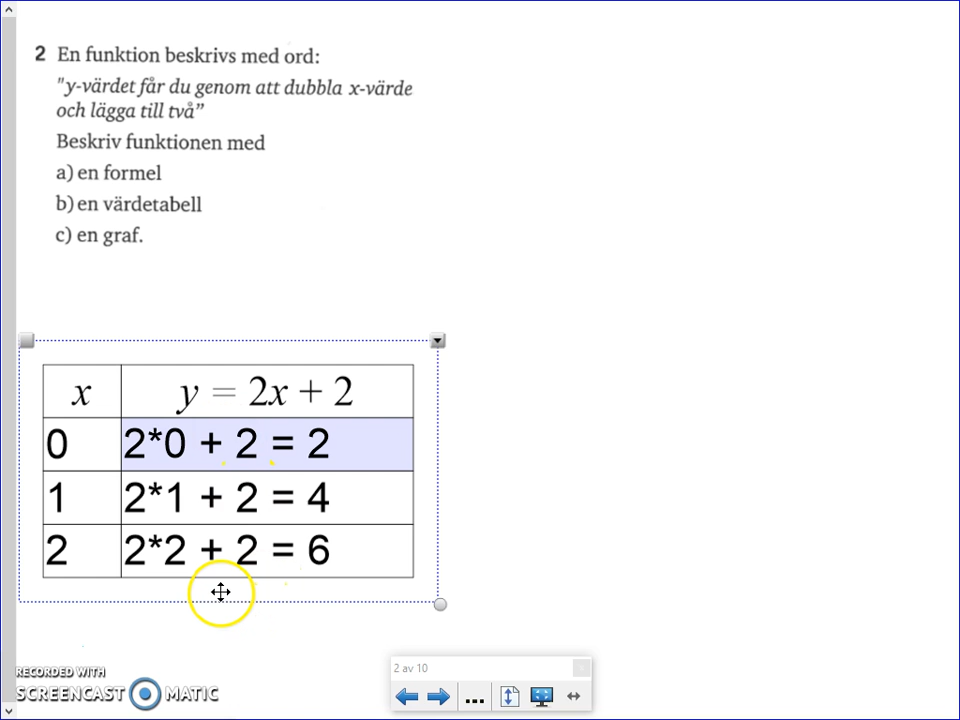 2 En funktion beskrivs med ord:
"y-värdet får du genom att dubbla x-värde
och lägga till två”
Beskriv funktionen med
a) en formel
b) en värdetabell
c) en graf.
x y = 2x + 2
0 2*0 + 2 = 2
1 2*1 + 2 = 4
2 2*2 + 2 = 6
2 av 10
RECORDED WITH
SCREENCAST MATIC